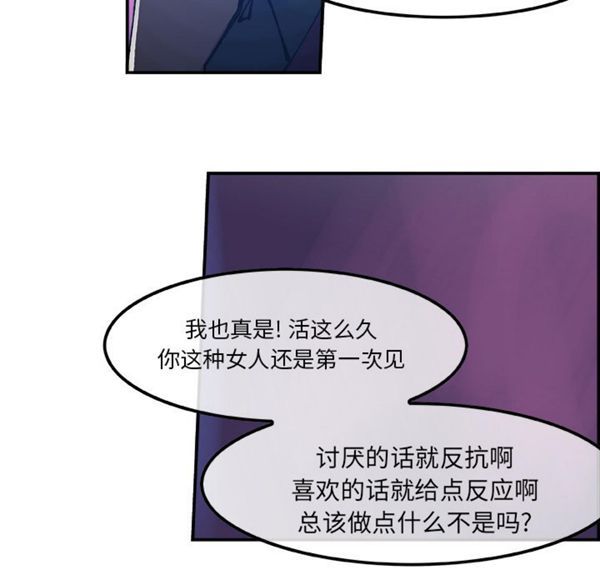 我也真是! 活这么久
你这种女人还是第一次见
讨厌的话就反抗啊
喜欢的话就给点反应啊
总该做点什么不是吗?